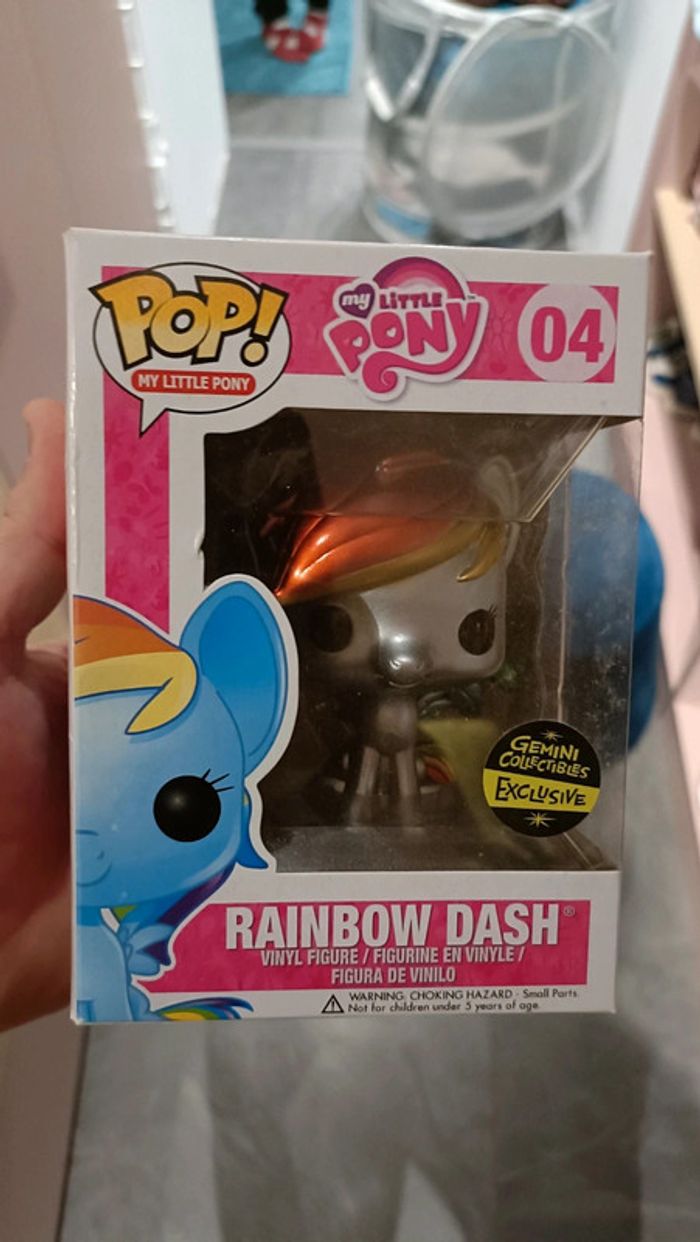 POP!
MY LITTLE PONY
my LITTLE
PONY
™
04
GEMINI
COLLECTIBLES
EXCLUSIVE
RAINBOW DASH®
VINYL FIGURE / FIGURINE EN VINYLE /
FIGURA DE VINILO
WARNING: CHOKING HAZARD - Small Parts.
Not for children under 3 years of age.